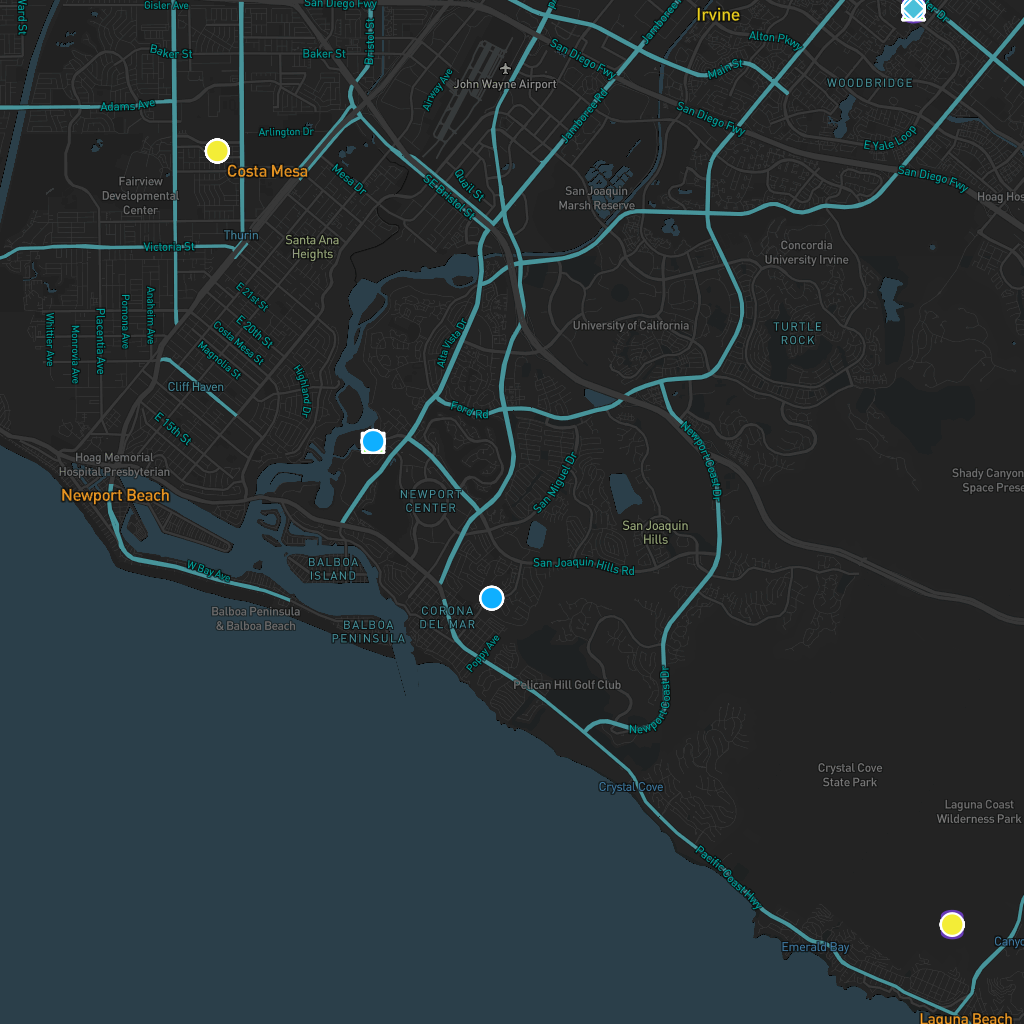 Gisler Ave
San Diego Fwy
Irvine
Ward St
Bristol St
Jamboree
Baker St
Baker St
Alton Pkwy
San Diego Fwy
Main St
WOODBRIDGE
Airway Ave
John Wayne Airport
Adams Ave
Jamboree Rd
San Diego Fwy
E Yale Loop
Arlington Dr
Costa Mesa
Mesa Dr
Quail St
SE Bristol St
San Diego Fwy
Fairview
Developmental
Center
San Joaquin
Marsh Reserve
Hoag Hos
Thurin
Victoria St
Santa Ana
Heights
Concordia
University Irvine
E 21st St
Whittier Ave
Monrovia Ave
Placentia Ave
Pomona Ave
Anaheim Ave
E 20th St
Costa Mesa St
Magnolia St
University of California
TURTLE
ROCK
Alta Vista Dr
Cliff Haven
Highland Dr
Ford Rd
E 15th St
Newport Coast Dr
Hoag Memorial
Hospital Presbyterian
Newport Beach
NEWPORT
CENTER
San Miguel Dr
Shady Canyon
Space Prese
San Joaquin
Hills
San Joaquin Hills Rd
BALBOA
ISLAND
W Bay Ave
Balboa Peninsula
& Balboa Beach
BALBOA
PENINSULA
CORONA
DEL MAR
Poppy Ave
Pelican Hill Golf Club
Newport Coast Dr
Crystal Cove
Crystal Cove
State Park
Laguna Coast
Wilderness Park
Pacific Coast Hwy
Emerald Bay
Canyo
Laguna Beach